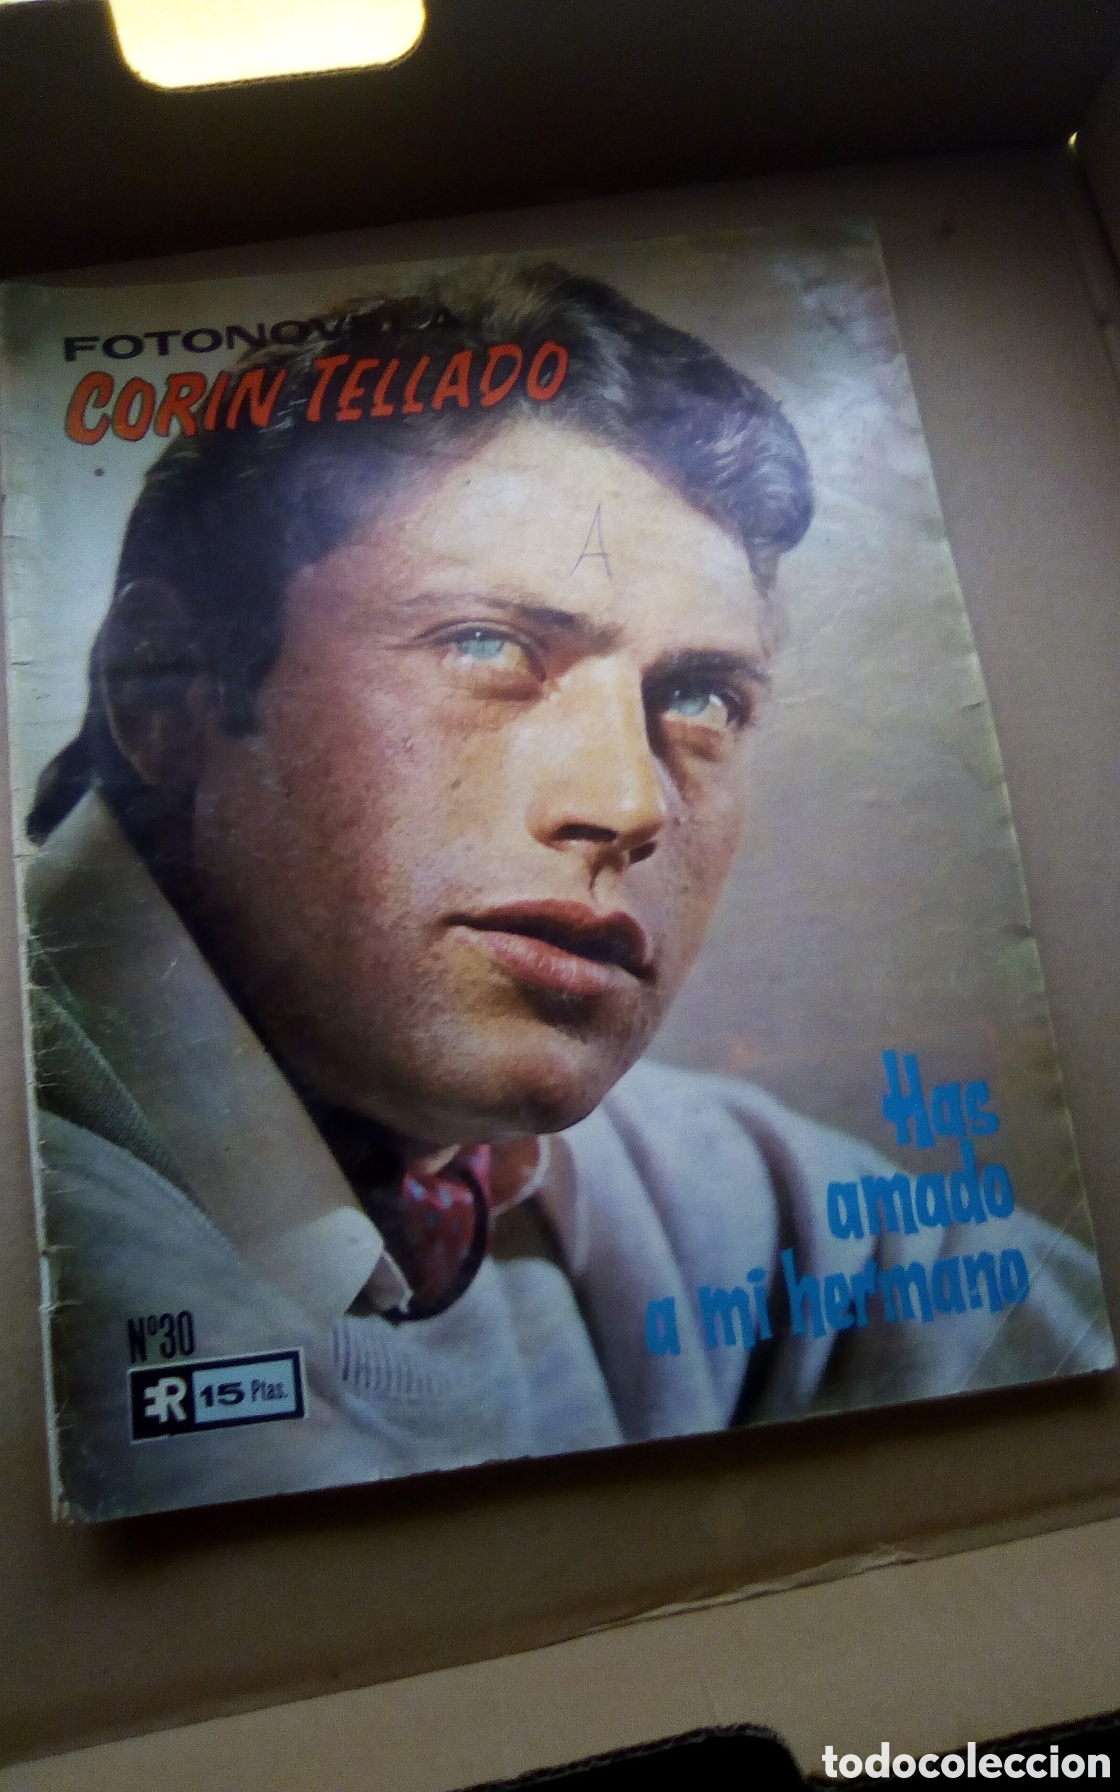 FOTONOVELA
CORIN TELLADO
A
Has
amado
a mi hermano
Nº30
ER 15 Ptas.
todocoleccion